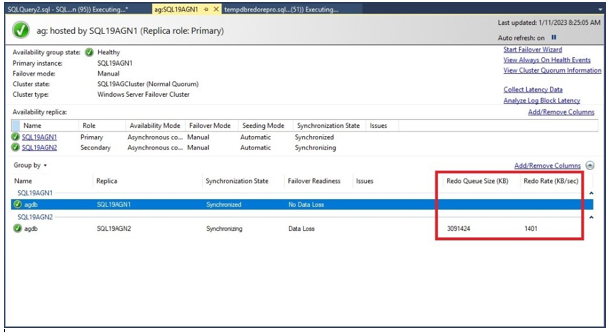 SQLQuery2.sql - SQL...n (95)) Executing...* ag:SQL19AGN1 tempdbredorepro.sql...(51)) Executing...
ag: hosted by SQL19AGN1 (Replica role: Primary)
Last updated: 1/11/2023 8:25:05 AM
Auto refresh: on
Availability group state: Healthy
Start Failover Wizard
Primary instance: SQL19AGN1
View Always On Health Events
Failover mode: Manual
View Cluster Quorum Information
Cluster state: SQL19AGCluster (Normal Quorum)
Cluster type: Windows Server Failover Cluster
Collect Latency Data
Analyze Log Block Latency
Availability replica:
Add/Remove Columns
Name Role Availability Mode Failover Mode Seeding Mode Synchronization State Issues
SQL19AGN1 Primary Asynchronous co... Manual Automatic Synchronized
SQL19AGN2 Secondary Asynchronous co... Manual Automatic Synchronizing
Group by
Add/Remove Columns
Name Replica Synchronization State Failover Readiness Issues Redo Queue Size (KB) Redo Rate (KB/sec)
SQL19AGN1
agdb SQL19AGN1 Synchronized No Data Loss
SQL19AGN2
agdb SQL19AGN2 Synchronizing Data Loss 3091424 1401